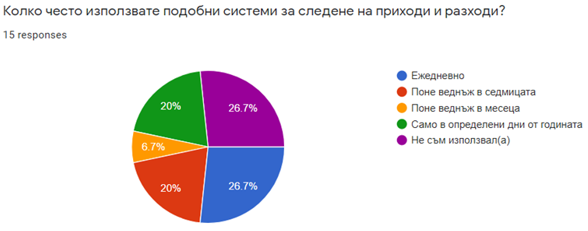 Колко често използвате подобни системи за следене на приходи и разходи?
15 responses
26.7%
20%
6.7%
20%
26.7%
Ежедневно
Поне веднъж в седмицата
Поне веднъж в месеца
Само в определени дни от годината
Не съм използвал(а)